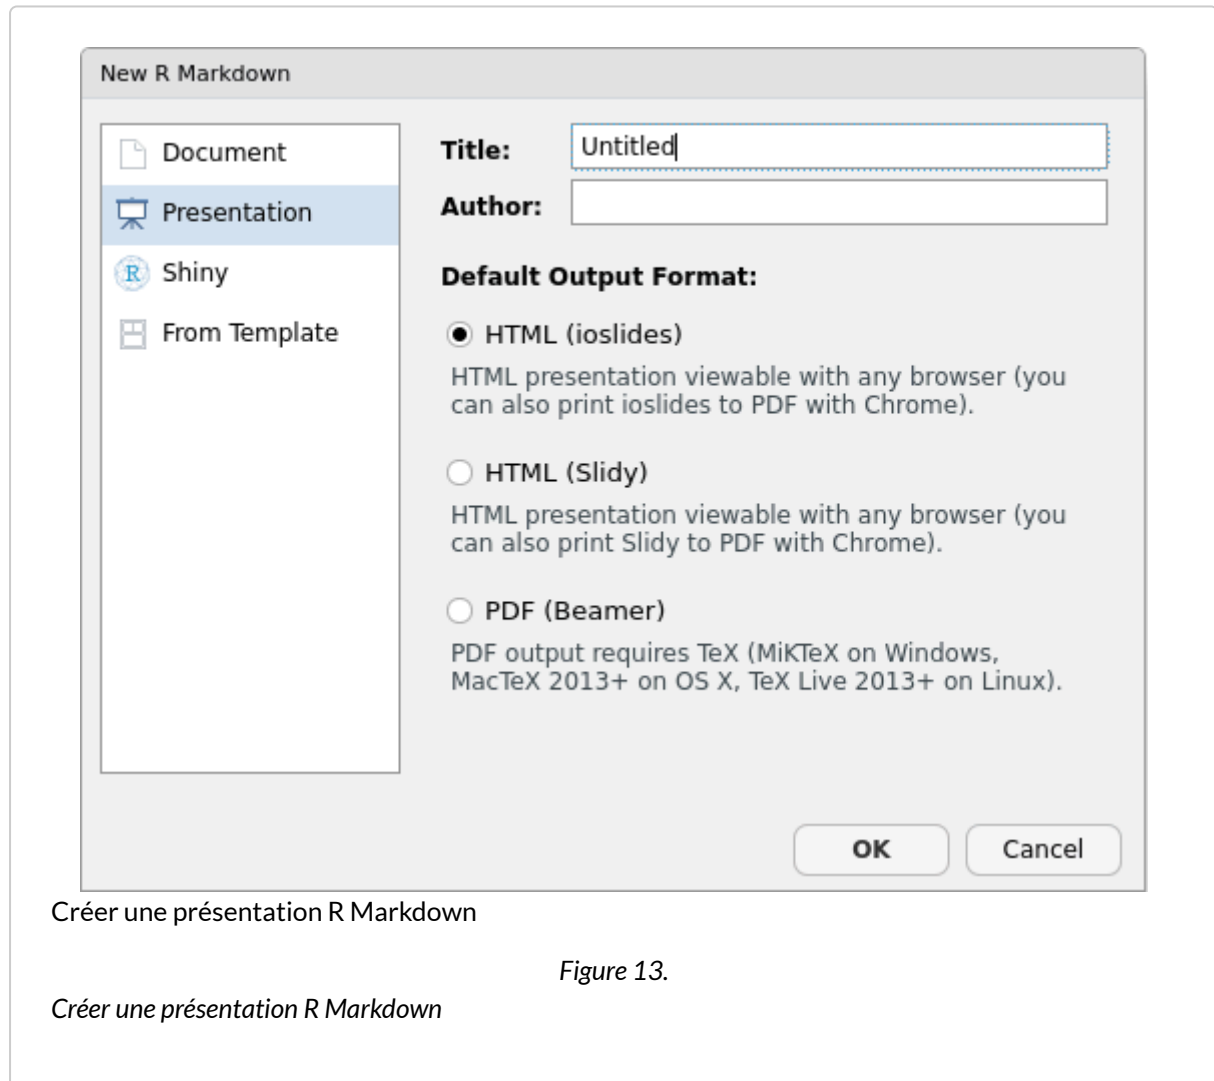 New R Markdown
Document
Presentation
R Shiny
From Template
Title: Untitled
Author:
Default Output Format:
HTML (ioslides)
HTML presentation viewable with any browser (you
can also print ioslides to PDF with Chrome).
HTML (Slidy)
HTML presentation viewable with any browser (you
can also print Slidy to PDF with Chrome).
PDF (Beamer)
PDF output requires TeX (MiKTeX on Windows,
MacTeX 2013+ on OS X, TeX Live 2013+ on Linux).
OK Cancel
Créer une présentation R Markdown
Figure 13.
Créer une présentation R Markdown